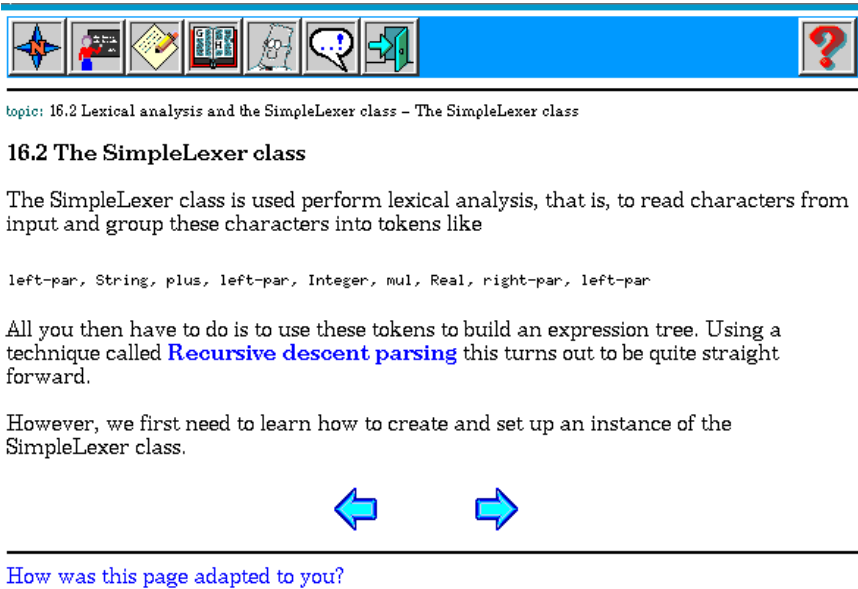 N
G
H
..!
?
topic: 16.2 Lexical analysis and the SimpleLexer class – The SimpleLexer class
16.2 The SimpleLexer class
The SimpleLexer class is used perform lexical analysis, that is, to read characters from
input and group these characters into tokens like
left-par, String, plus, left-par, Integer, mul, Real, right-par, left-par
All you then have to do is to use these tokens to build an expression tree. Using a
technique called Recursive descent parsing this turns out to be quite straight
forward.
However, we first need to learn how to create and set up an instance of the
SimpleLexer class.
How was this page adapted to you?